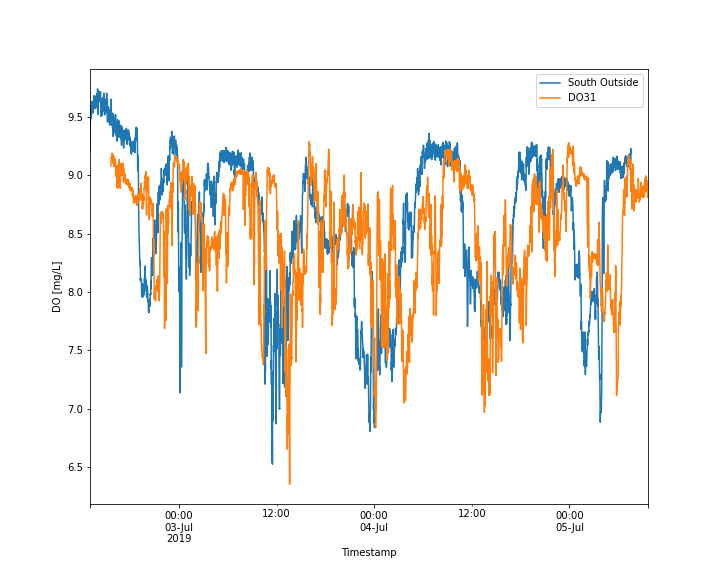 South Outside
DO31
DO [mg/L]
9.5
9.0
8.5
8.0
7.5
7.0
6.5
00:00
03-Jul
2019
12:00
00:00
04-Jul
12:00
00:00
05-Jul
Timestamp